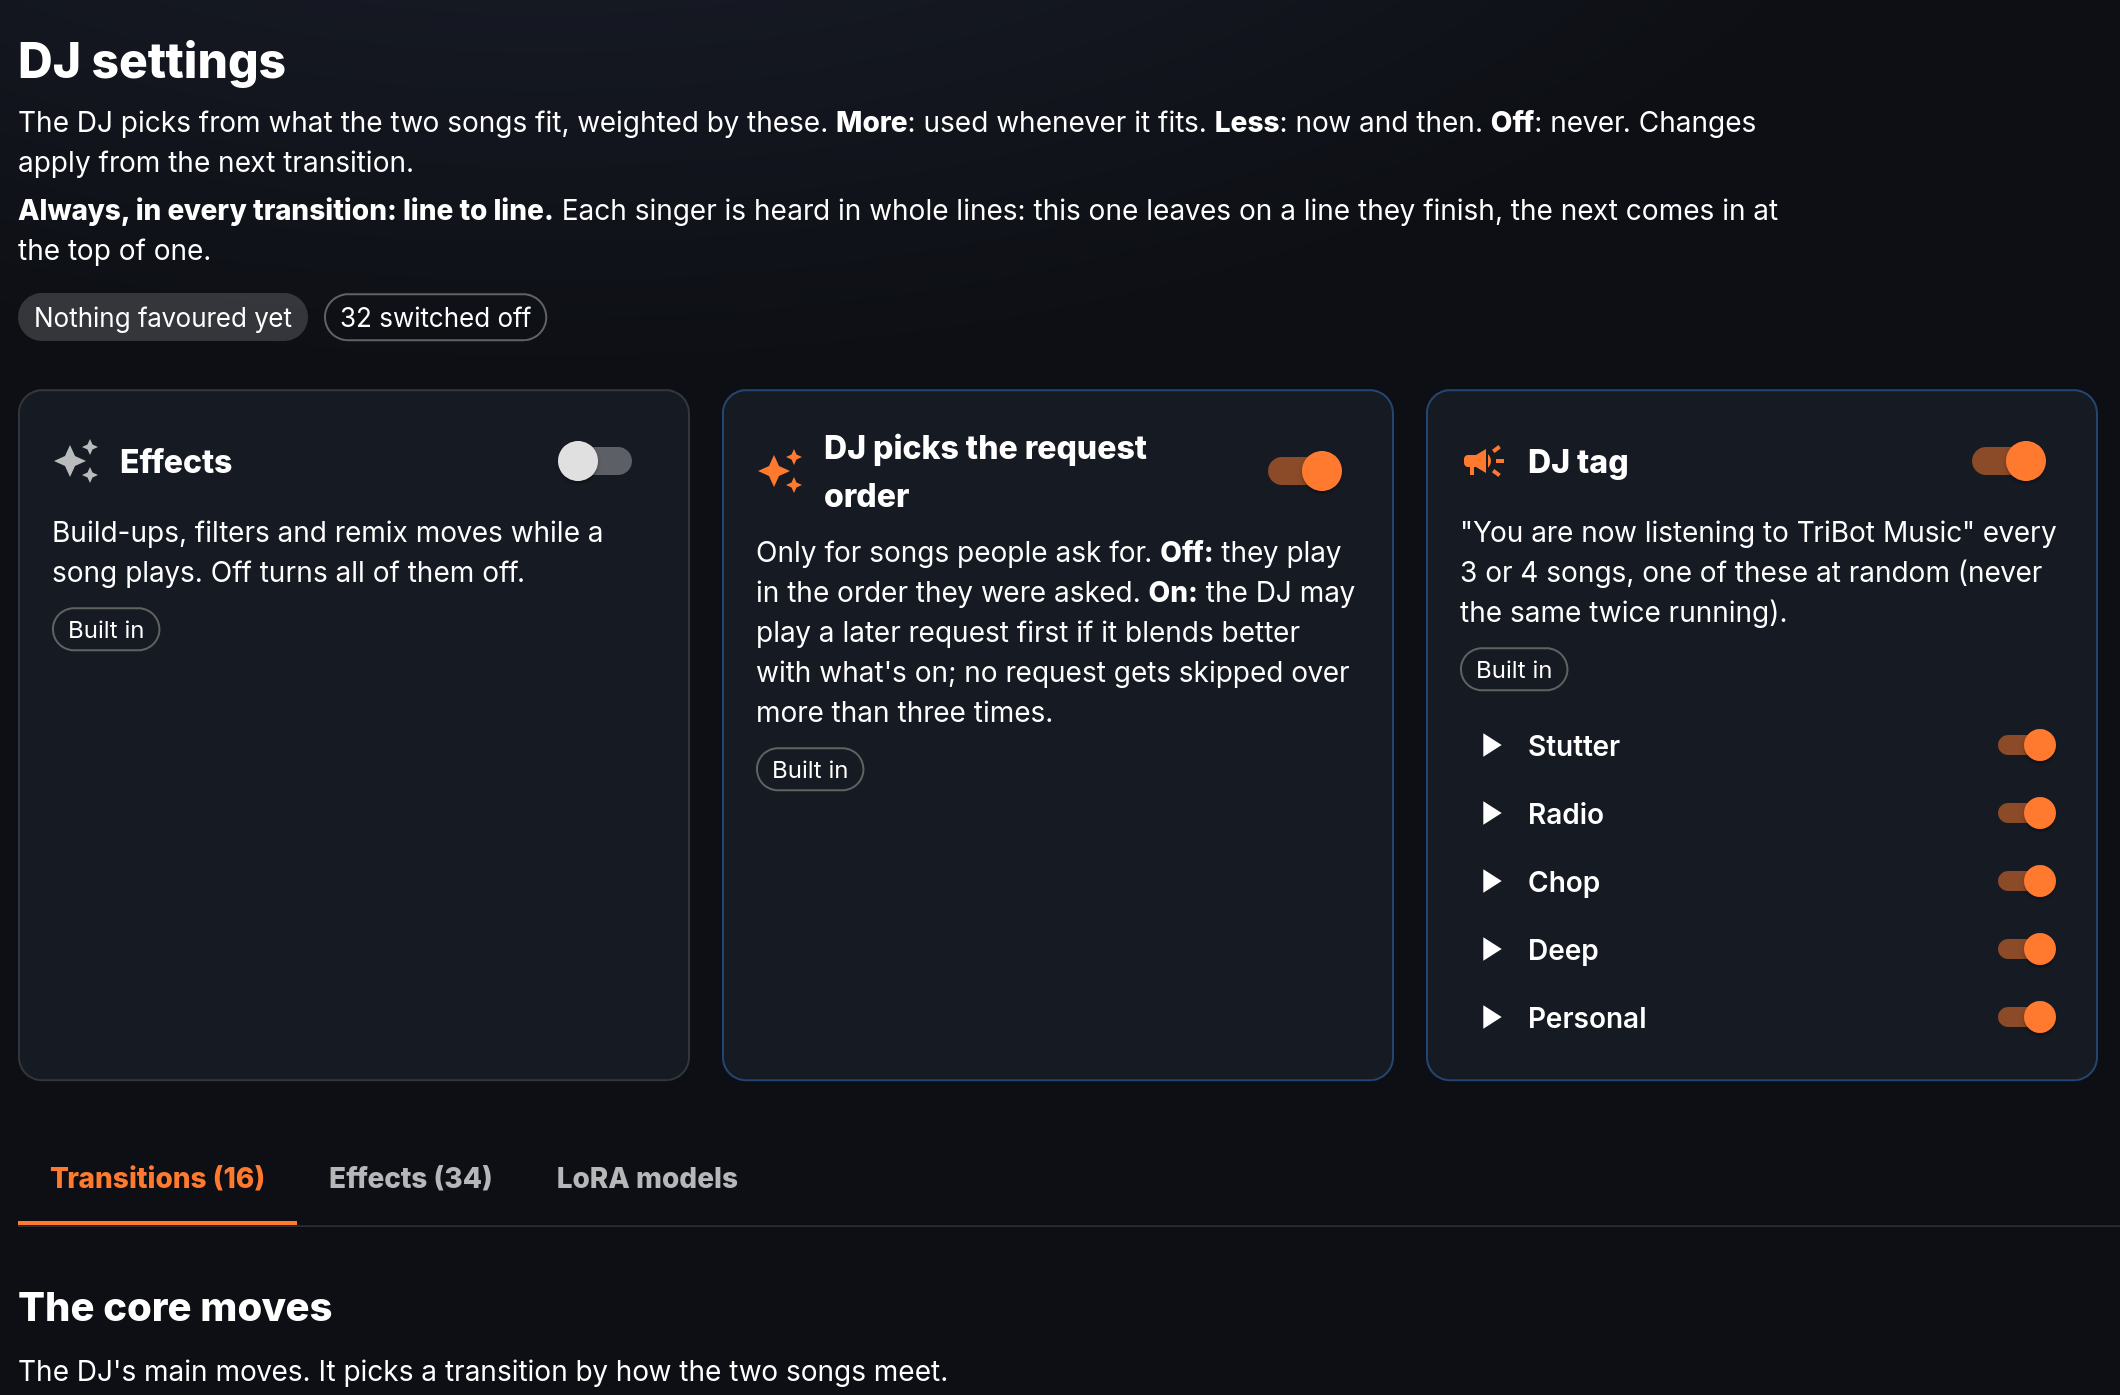 DJ settings
The DJ picks from what the two songs fit, weighted by these. More: used whenever it fits. Less: now and then. Off: never. Changes
apply from the next transition.
Always, in every transition: line to line. Each singer is heard in whole lines: this one leaves on a line they finish, the next comes in at
the top of one.
Nothing favoured yet
32 switched off
Effects
Build-ups, filters and remix moves while a
song plays. Off turns all of them off.
Built in
DJ picks the request
order
Only for songs people ask for. Off: they play
in the order they were asked. On: the DJ may
play a later request first if it blends better
with what's on; no request gets skipped over
more than three times.
Built in
DJ tag
"You are now listening to TriBot Music" every
3 or 4 songs, one of these at random (never
the same twice running).
Built in
Stutter
Radio
Chop
Deep
Personal
Transitions (16)
Effects (34)
LoRA models
The core moves
The DJ's main moves. It picks a transition by how the two songs meet.